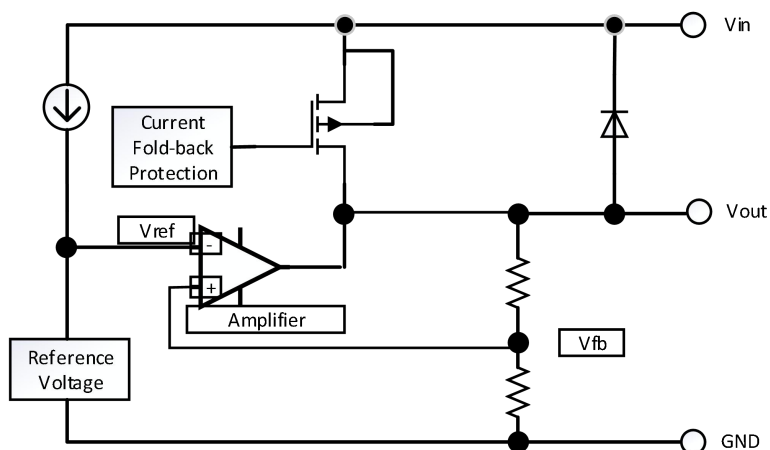 Vin
Current
Fold-back
Protection
Vout
Vref
-
+
Amplifier
Reference
Voltage
Vfb
GND